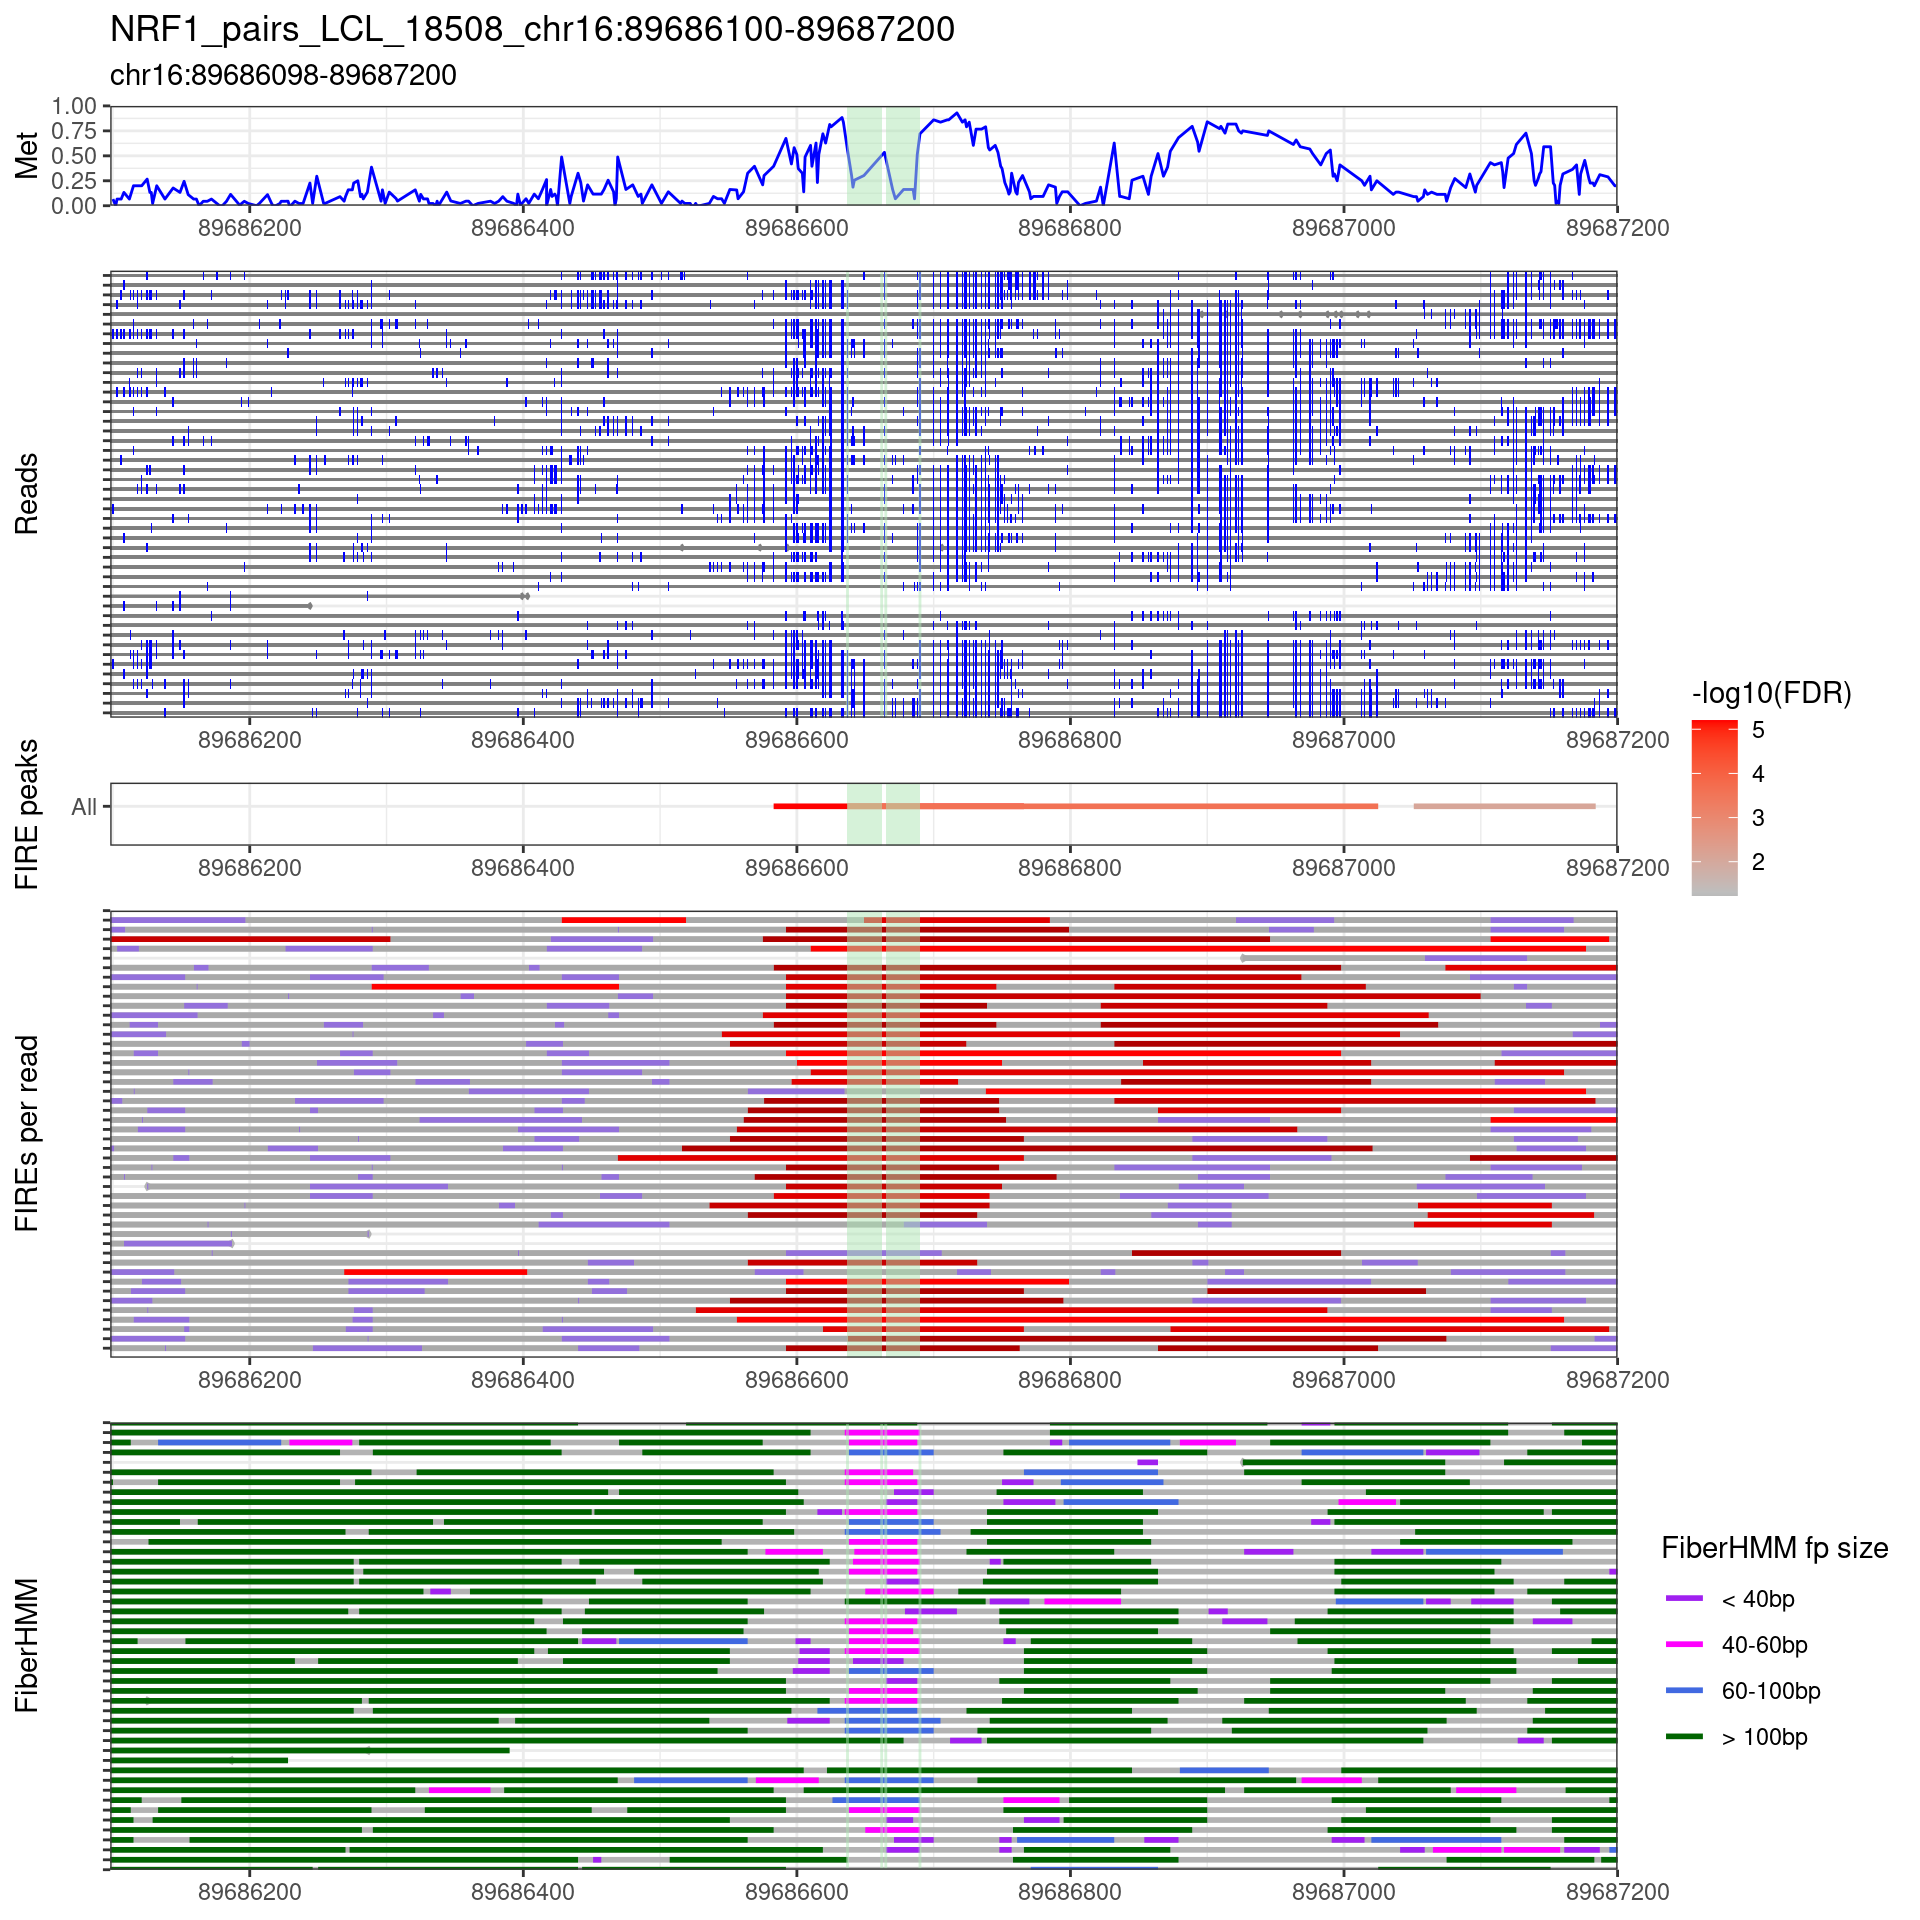 NRF1_pairs_LCL_18508_chr16:89686100-89687200
chr16:89686098-89687200
Met
1.00
0.75
0.50
0.25
0.00
89686200 89686400 89686600 89686800 89687000 89687200
Reads
89686200 89686400 89686600 89686800 89687000 89687200
FIRE peaks
All
89686200 89686400 89686600 89686800 89687000 89687200
-log10(FDR)
5
4
3
2
FIREs per read
89686200 89686400 89686600 89686800 89687000 89687200
FiberHMM
89686200 89686400 89686600 89686800 89687000 89687200
FiberHMM fp size
< 40bp
40-60bp
60-100bp
> 100bp